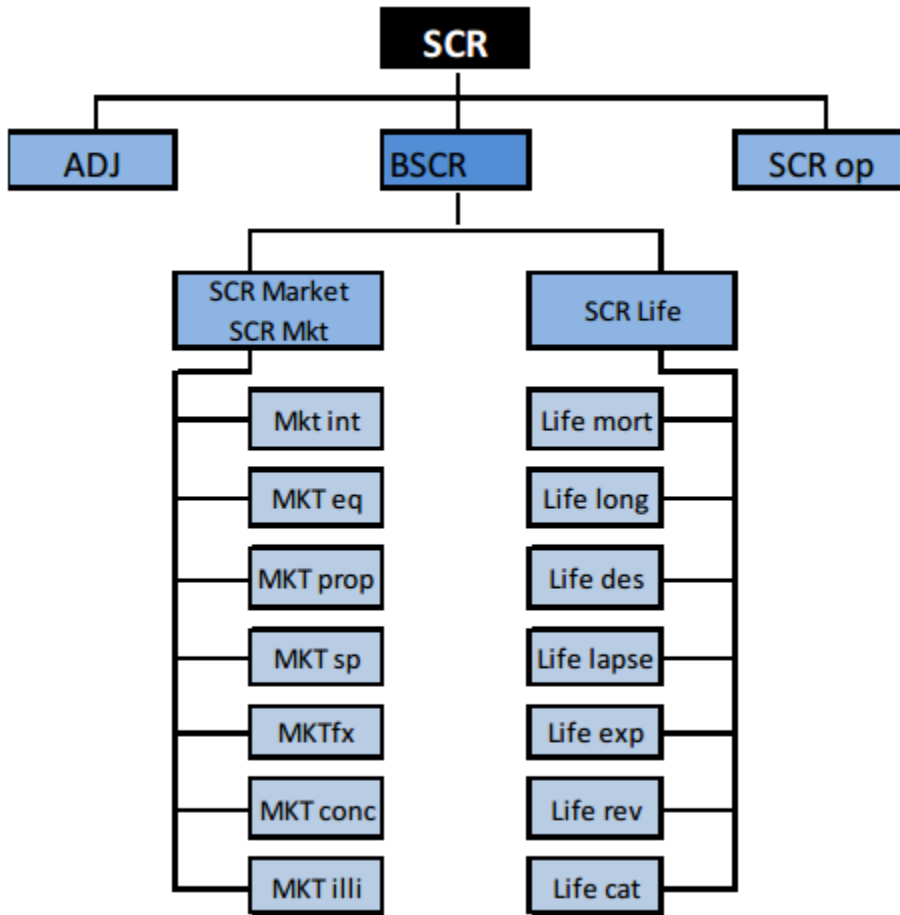 SCR
ADJ
BSCR
SCR op
SCR Market
SCR Mkt
SCR Life
Mkt int
Life mort
MKT eq
Life long
MKT prop
Life des
MKT sp
Life lapse
MKTfx
Life exp
MKT conc
Life rev
MKT illi
Life cat